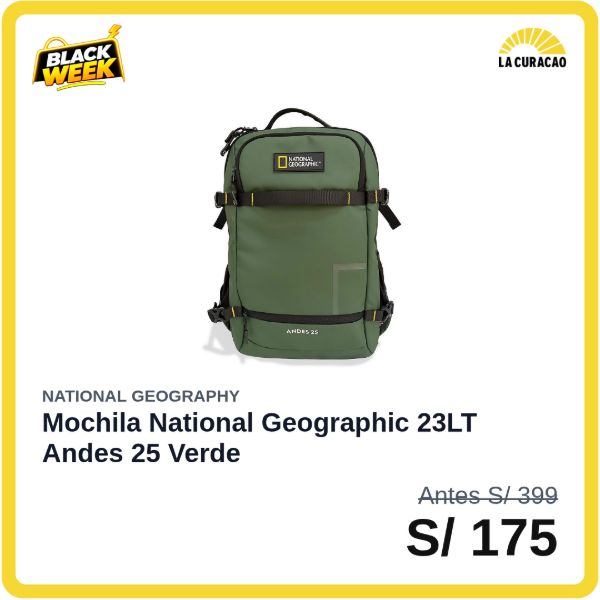 BLACK
WEEK
LA CURACAO
NATIONAL
GEOGRAPHIC
ANDES 25
NATIONAL GEOGRAPHY
Mochila National Geographic 23LT
Andes 25 Verde
Antes S/ 399
S/ 175